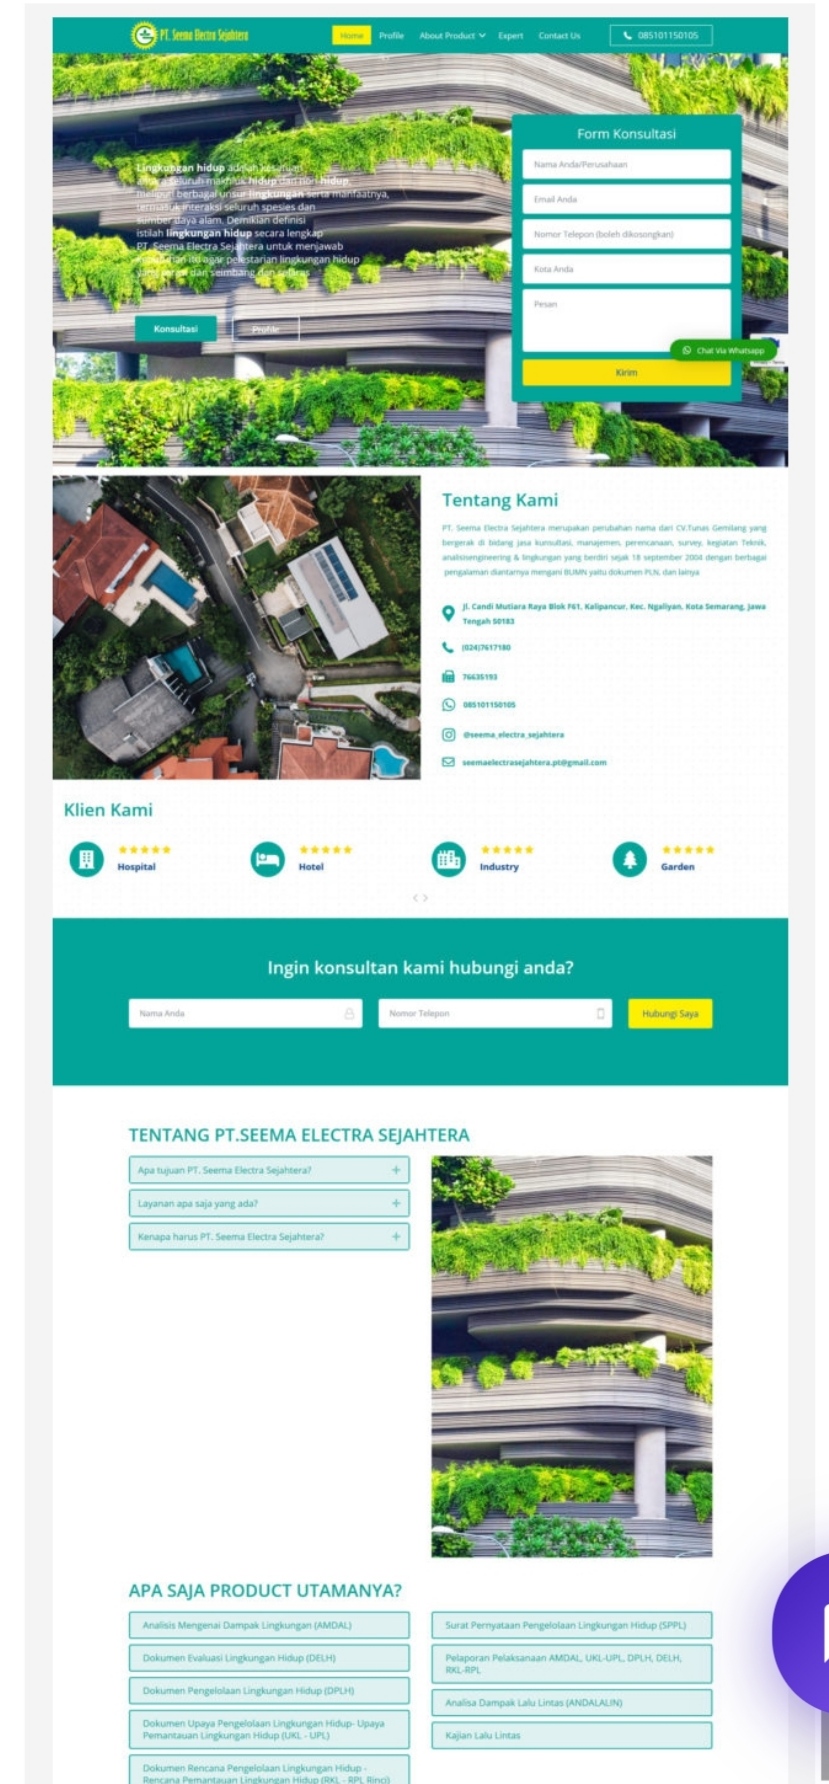 PT. Seema Electra Sejahtera
Home Profile About Product Expert Contact Us 085101150105
Lingkungan hidup adalah kesatuan
antara seluruh makhluk hidup dan non-hidup,
meliputi berbagai unsur lingkungan serta manfaatnya,
termasuk interaksi seluruh spesies dan
sumber daya alam. Demikian definisi
istilah lingkungan hidup secara lengkap
PT. Seema Electra Sejahtera untuk menjawab
itu agar pelestarian lingkungan hidup
dan seimbang dan selaras
Konsultasi Profile
Form Konsultasi
Nama Anda/Perusahaan
Email Anda
Nomor Telepon (boleh dikosongkan)
Kota Anda
Pesan
Chat Via Whatsapp
Kirim
Tentang Kami
PT. Seema Electra Sejahtera merupakan perubahan nama dari CV.Tunas Gemilang yang
bergerak di bidang jasa kunsultasi, manajemen, perencanaan, survey, kegiatan Teknik,
analisisengineering & lingkungan yang berdiri sejak 18 september 2004 dengan berbagai
pengalaman diantarnya mengani BUMN yaitu dokumen PLN, dan lainya
Jl. Candi Mutiara Raya Blok F61, Kalipancur, Kec. Ngaliyan, Kota Semarang, Jawa
Tengah 50183
(024)7617180
76635193
085101150105
@seema_electra_sejahtera
seemaelectrasejahtera.pt@gmail.com
Klien Kami
Hospital Hotel Industry Garden
Ingin konsultan kami hubungi anda?
Nama Anda Nomor Telepon Hubungi Saya
TENTANG PT.SEEMA ELECTRA SEJAHTERA
Apa tujuan PT. Seema Electra Sejahtera?
Layanan apa saja yang ada?
Kenapa harus PT. Seema Electra Sejahtera?
APA SAJA PRODUCT UTAMANYA?
Analisis Mengenai Dampak Lingkungan (AMDAL)
Dokumen Evaluasi Lingkungan Hidup (DELH)
Dokumen Pengelolaan Lingkungan Hidup (DPLH)
Dokumen Upaya Pengelolaan Lingkungan Hidup- Upaya
Pemantauan Lingkungan Hidup (UKL - UPL)
Dokumen Rencana Pengelolaan Lingkungan Hidup -
Rencana Pemantauan Lingkungan Hidup (RKL - RPL Rinci)
Surat Pernyataan Pengelolaan Lingkungan Hidup (SPPL)
Pelaporan Pelaksanaan AMDAL, UKL-UPL, DPLH, DELH,
RKL-RPL
Analisa Dampak Lalu Lintas (ANDALALIN)
Kajian Lalu Lintas